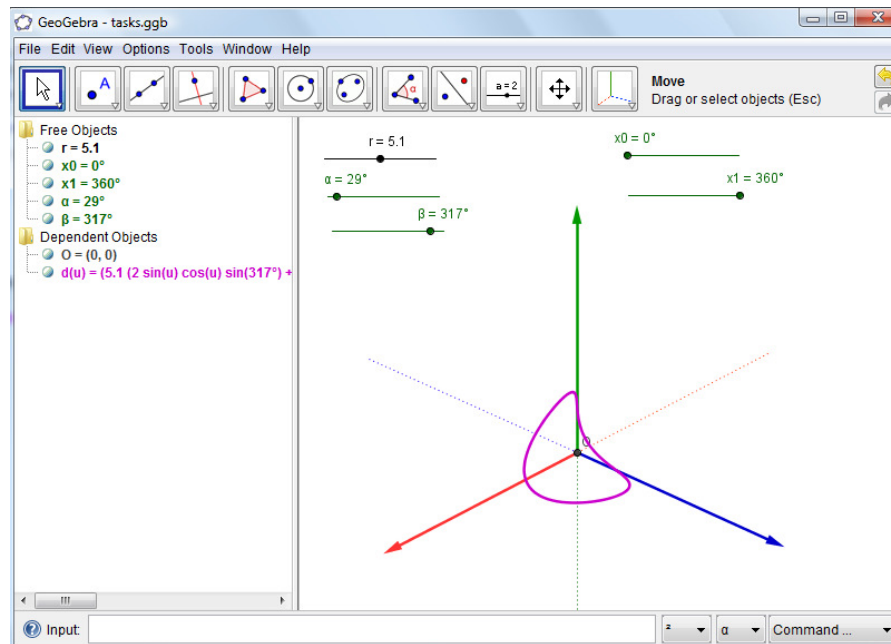 GeoGebra - tasks.ggb
File Edit View Options Tools Window Help
A
α
a = 2
Move
Drag or select objects (Esc)
Free Objects
r = 5.1
x0 = 0°
x1 = 360°
α = 29°
β = 317°
Dependent Objects
O = (0, 0)
d(u) = (5.1 (2 sin(u) cos(u) sin(317°) +
r = 5.1
α = 29°
β = 317°
x0 = 0°
x1 = 360°
O
Input:
²
α
Command ...